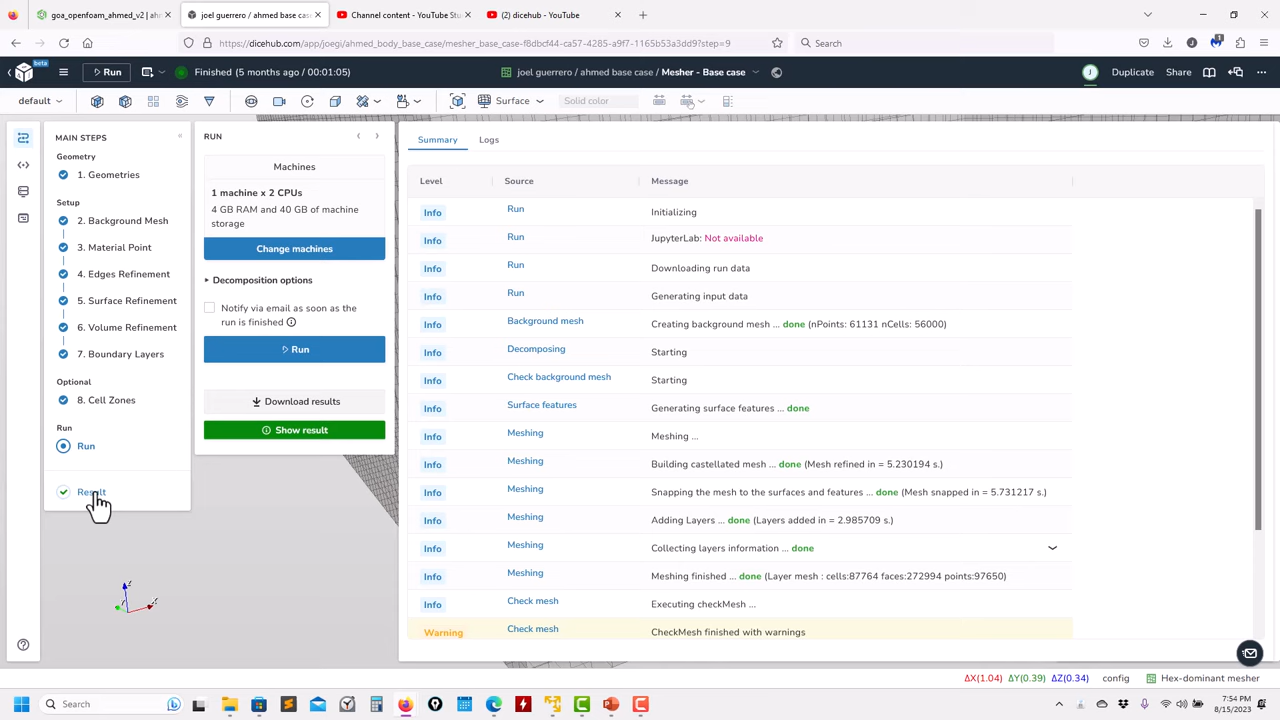 goa_openfoam_ahmed_v2 | ah
joel guerrero / ahmed base case /
Channel content - YouTube Stu
(2) dicehub - YouTube
https://dicehub.com/app/joegi/ahmed_body_base_case/mesher_base_case-f8dbcf44-57-4285-a9f7-1165b53a3dd9?step=9
Search
beta
Run
Finished (5 months ago / 00:01:05)
joel guerrero / ahmed base case / Mesher - Base case
J
Duplicate
Share
default
Surface
Solid color
MAIN STEPS
Geometry
1. Geometries
Setup
2. Background Mesh
3. Material Point
4. Edges Refinement
5. Surface Refinement
6. Volume Refinement
7. Boundary Layers
Optional
8. Cell Zones
Run
Run
Result
RUN
Machines
1 machine x 2 CPUs
4 GB RAM and 40 GB of machine
storage
Change machines
Decomposition options
Notify via email as soon as the
run is finished
Run
Download results
Show result
Summary
Logs
Level Source Message
Info Run Initializing
Info Run JupyterLab: Not available
Info Run Downloading run data
Info Run Generating input data
Info Background mesh Creating background mesh ... done (nPoints: 61131 nCells: 56000)
Info Decomposing Starting
Info Check background mesh Starting
Info Surface features Generating surface features ... done
Info Meshing Meshing ...
Info Meshing Building castellated mesh ... done (Mesh refined in = 5.230194 s.)
Info Meshing Snapping the mesh to the surfaces and features ... done (Mesh snapped in = 5.731217 s.)
Info Meshing Adding Layers ... done (Layers added in = 2.985709 s.)
Info Meshing Collecting layers information ... done
Info Meshing Meshing finished ... done (Layer mesh : cells:87764 faces:272994 points:97650)
Info Check mesh Executing checkMesh ...
Warning Check mesh CheckMesh finished with warnings
ΔX(1.04) ΔY(0.39) ΔZ(0.34) config Hex-dominant mesher
Search
54 PM
8/15/2023